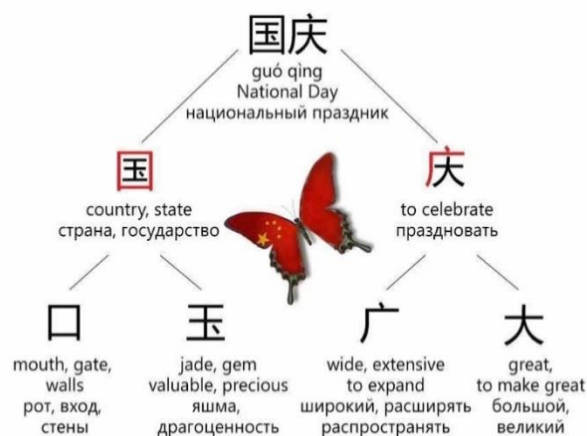 国庆
guó qìng
National Day
национальный праздник
国
country, state
страна, государство
庆
to celebrate
праздновать
口
mouth, gate,
walls
рот, вход,
стены
玉
jade, gem
valuable, precious
яшма,
драгоценность
广
wide, extensive
to expand
широкий, расширять
распространять
大
great,
to make great
большой,
великий